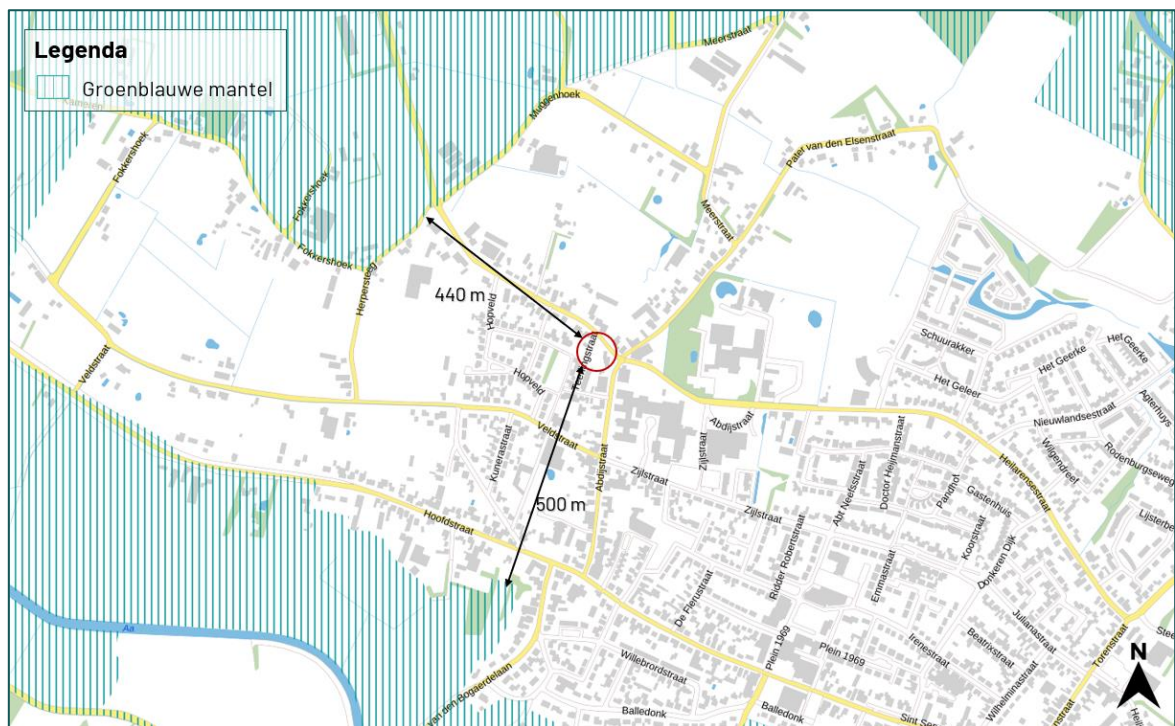 Legenda
Groenblauwe mantel
Kameren
Meerstraat
Muggenhoek
Fokkershoek
Fokkershoek
Fokkershoek
Pater van den Elsenstraat
Meerstraat
Herpersteeg
440 m
Hopveld
Hopveld
Veldstraat
Veldstraat
Kunerastraat
Abdijstraat
Abdijstraat
Zijlstraat
Zijlstraat
Zijlstraat
Schuurakker
Het Geleer
Het Geerke
Het Geerke
Agterhuys
Nieuwlandsestraat
Wilgendreef
Rodenburgseweg
Heilarensestraat
Doctor Heijmanstraat
Abt Neefsstraat
Pandhof
Gastenhuis
Koorstraat
Donkeren Dijk
500 m
Hoofdstraat
Ridder Robertstraat
Emmastraat
De Flerustraat
Plein 1969
Plein 1969
Irenestraat
Beatrixstraat
Julianastraat
Wilhelminastraat
Torenstraat
Aa
Willebrordstraat
van den Bogaerdelaan
Balledonk
Balledonk
N